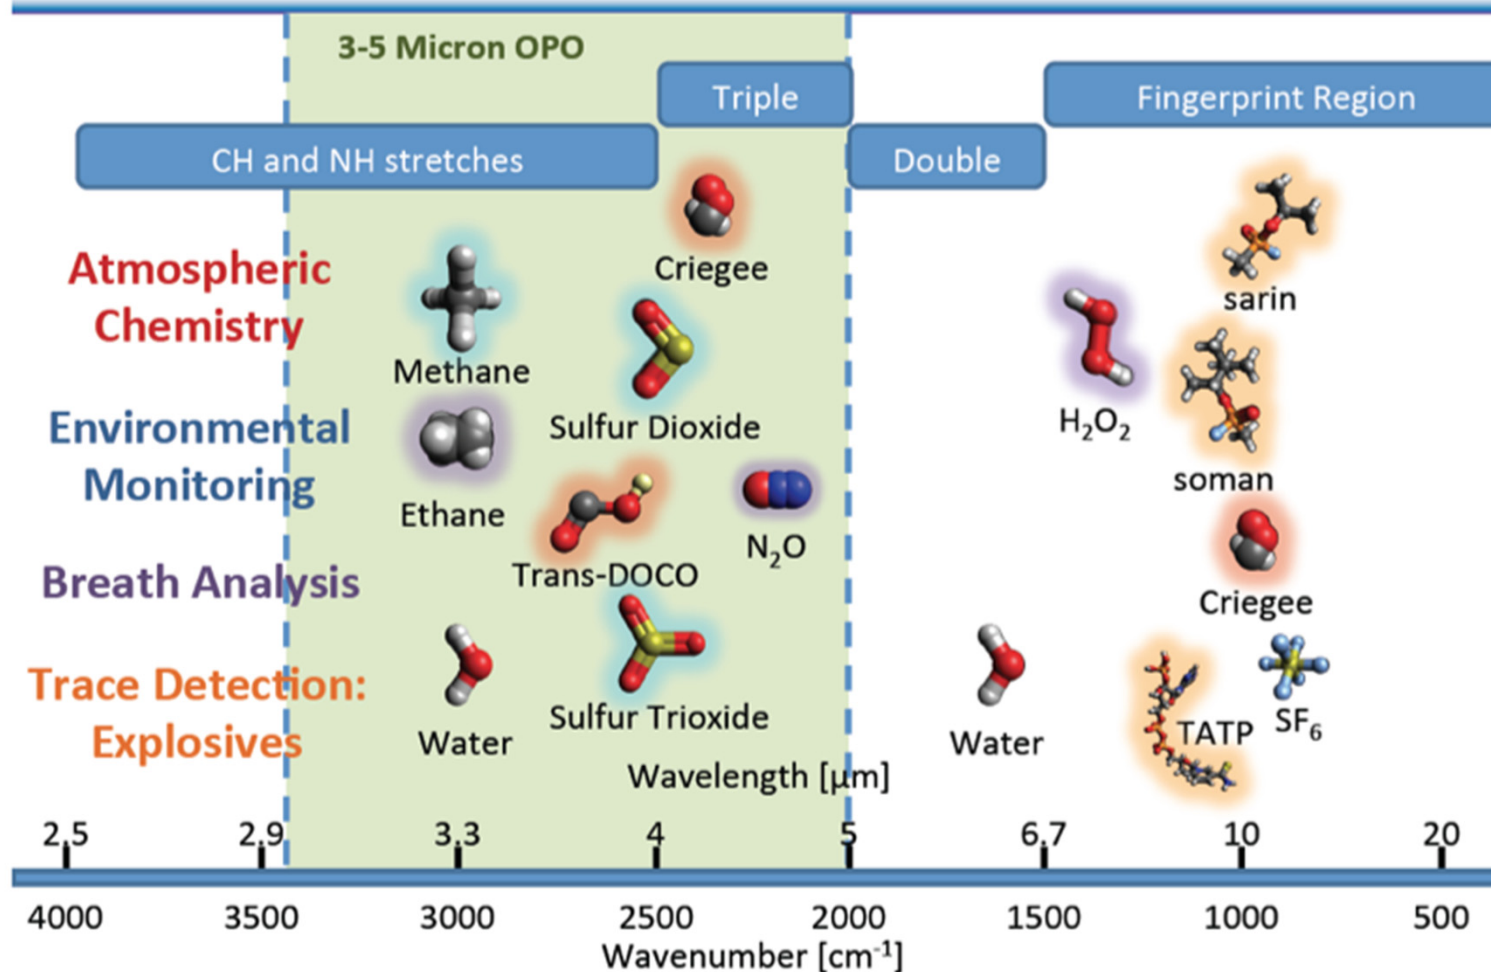 3-5 Micron OPO
Triple
Fingerprint Region
CH and NH stretches
Double
Atmospheric
Chemistry
Environmental
Monitoring
Breath Analysis
Trace Detection:
Explosives
Criegee
Methane
Sulfur Dioxide
Ethane
Trans-DOCO
N₂O
Water
Sulfur Trioxide
sarin
H₂O₂
soman
Criegee
Water
TATP
SF₆
Wavelength [µm]
2.5 2.9 3.3 4 5 6.7 10 20
4000 3500 3000 2500 2000 1500 1000 500
Wavenumber [cm⁻¹]